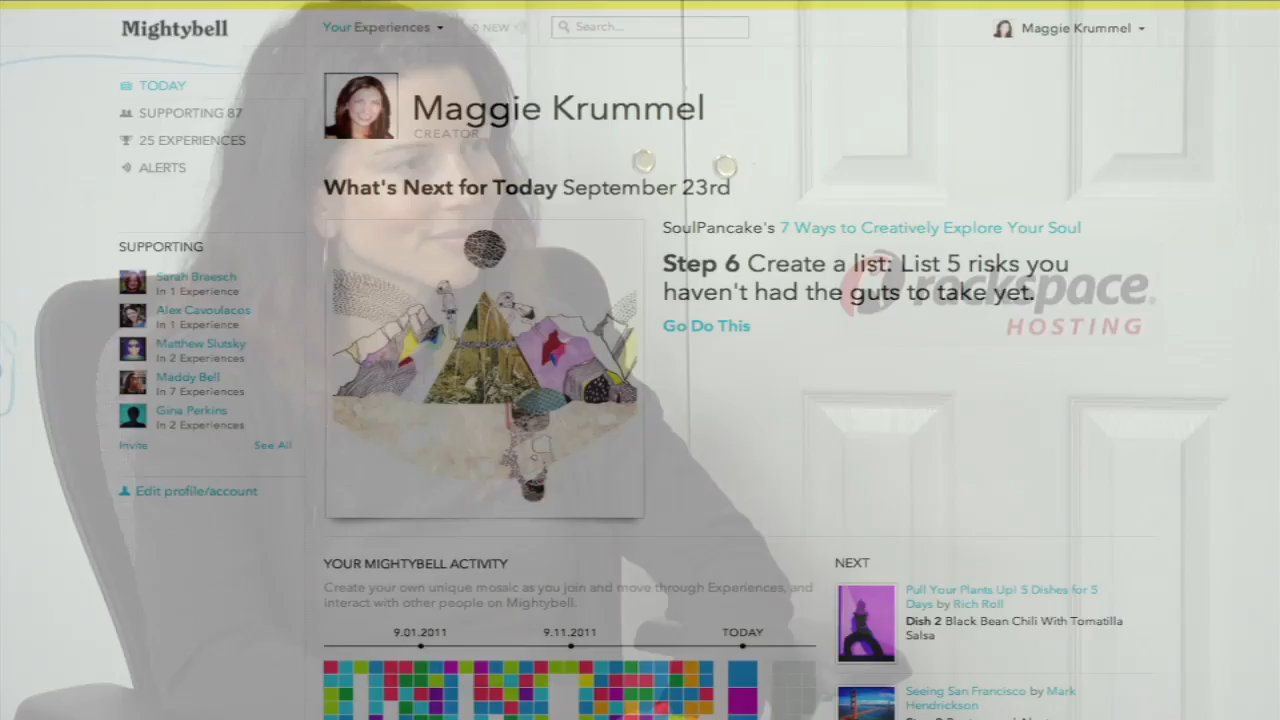 Mightybell
Your Experiences
0 NEW
Search...
Maggie Krummel
TODAY
SUPPORTING 87
25 EXPERIENCES
ALERTS
Maggie Krummel
CREATOR
What's Next for Today September 23rd
SoulPancake's 7 Ways to Creatively Explore Your Soul
Step 6 Create a list: List 5 risks you
haven't had the guts to take yet.
Go Do This
rackspace
HOSTING
SUPPORTING
Sarah Braesch
In 1 Experience
Alex Cavoulacos
In 1 Experience
Matthew Slutsky
In 2 Experiences
Maddy Bell
In 7 Experiences
Gina Perkins
In 2 Experiences
Invite
See All
Edit profile/account
YOUR MIGHTYBELL ACTIVITY
Create your own unique mosaic as you join and move through Experiences, and
interact with other people on Mightybell.
9.01.2011
9.11.2011
TODAY
NEXT
Pull Your Plants Up! 5 Dishes for 5
Days by Rich Roll
Dish 2 Black Bean Chili With Tomatilla
Salsa
Seeing San Francisco by Mark
Hendrickson